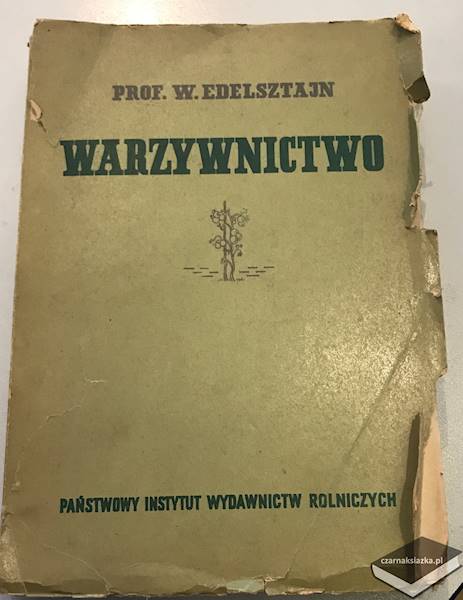 PROF. W. EDELSZTAJN
WARZYWNICTWO
PAŃSTWOWY INSTYTUT WYDAWNICTW ROLNICZYCH
czarnaksiazka.pl